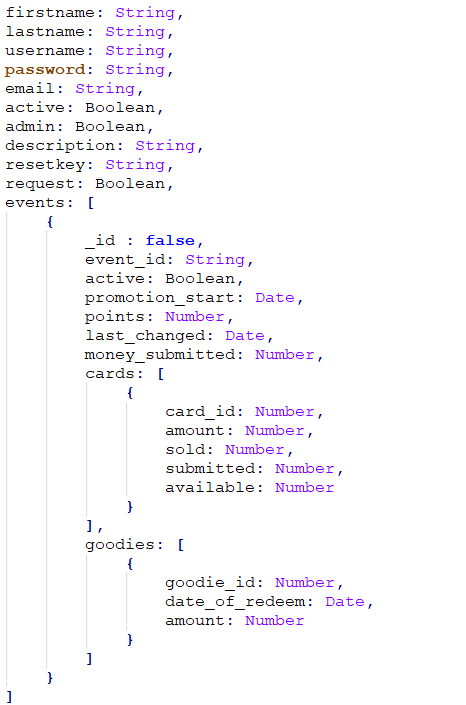 firstname: String,
lastname: String,
username: String,
password: String,
email: String,
active: Boolean,
admin: Boolean,
description: String,
resetkey: String,
request: Boolean,
events: [
{
_id : false,
event_id: String,
active: Boolean,
promotion_start: Date,
points: Number,
last_changed: Date,
money_submitted: Number,
cards: [
{
card_id: Number,
amount: Number,
sold: Number,
submitted: Number,
available: Number
}
],
goodies: [
{
goodie_id: Number,
date_of_redeem: Date,
amount: Number
}
]
}
]